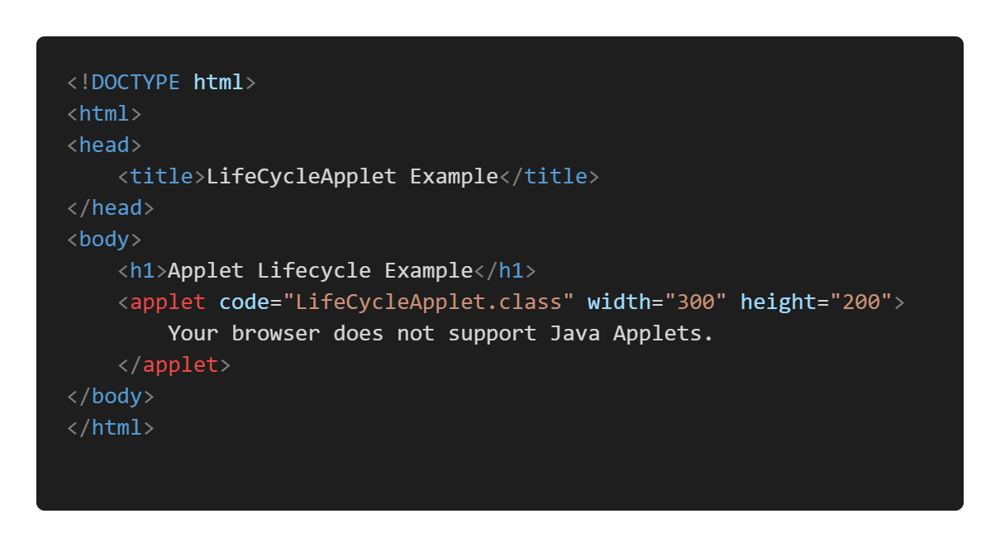 <!DOCTYPE html>
<html>
<head>
    <title>LifeCycleApplet Example</title>
</head>
<body>
    <h1>Applet Lifecycle Example</h1>
    <applet code="LifeCycleApplet.class" width="300" height="200">
        Your browser does not support Java Applets.
    </applet>
</body>
</html>